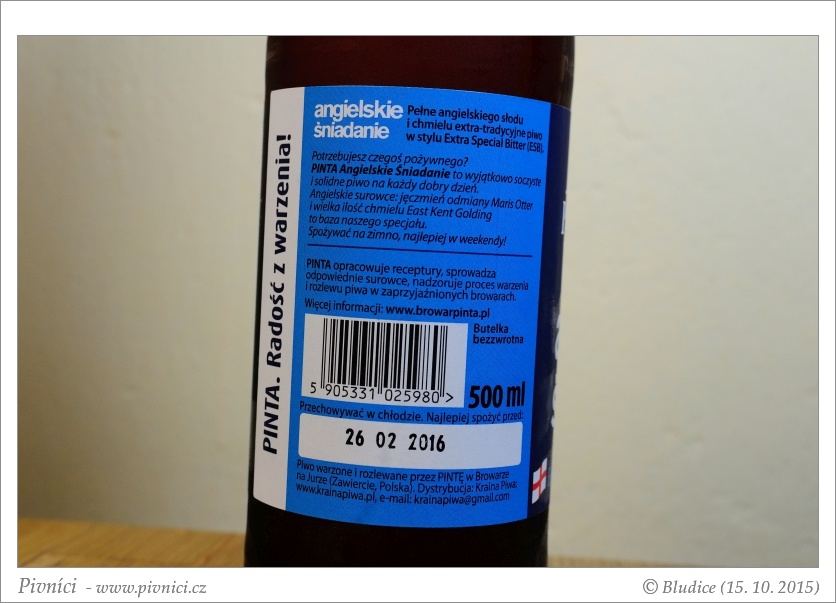 angielskie
śniadanie
Pełne angielskiego słodu
i chmielu extra-tradycyjne piwo
w stylu Extra Special Bitter (ESB).
Potrzebujesz czegoś pożywnego?
PINTA Angielskie Śniadanie to wyjątkowo soczyste
i solidne piwo na każdy dobry dzień.
Angielskie surowce: jęczmień odmiany Maris Otter
i wielka ilość chmielu East Kent Golding
to baza naszego specjału.
Spożywać na zimno, najlepiej w weekendy!
PINTA opracowuje receptury, sprowadza
odpowiednie surowce, nadzoruje proces warzenia
i rozlewu piwa w zaprzyjaźnionych browarach.
Więcej informacji: www.browarpinta.pl
Butelka
bezzwrotna
5 905331 025980 >
500 ml
Przechowywać w chłodzie. Najlepiej spożyć przed:
26 02 2016
Piwo warzone i rozlewane przez PINTĘ w Browarze
na Jurze (Zawiercie, Polska). Dystrybucja: Kraina Piwa:
www.krainapiwa.pl, e-mail: krainapiwa@gmail.com
PINTA. Radość z warzenia!
Pivníci - www.pivnici.cz
© Bludice (15. 10. 2015)